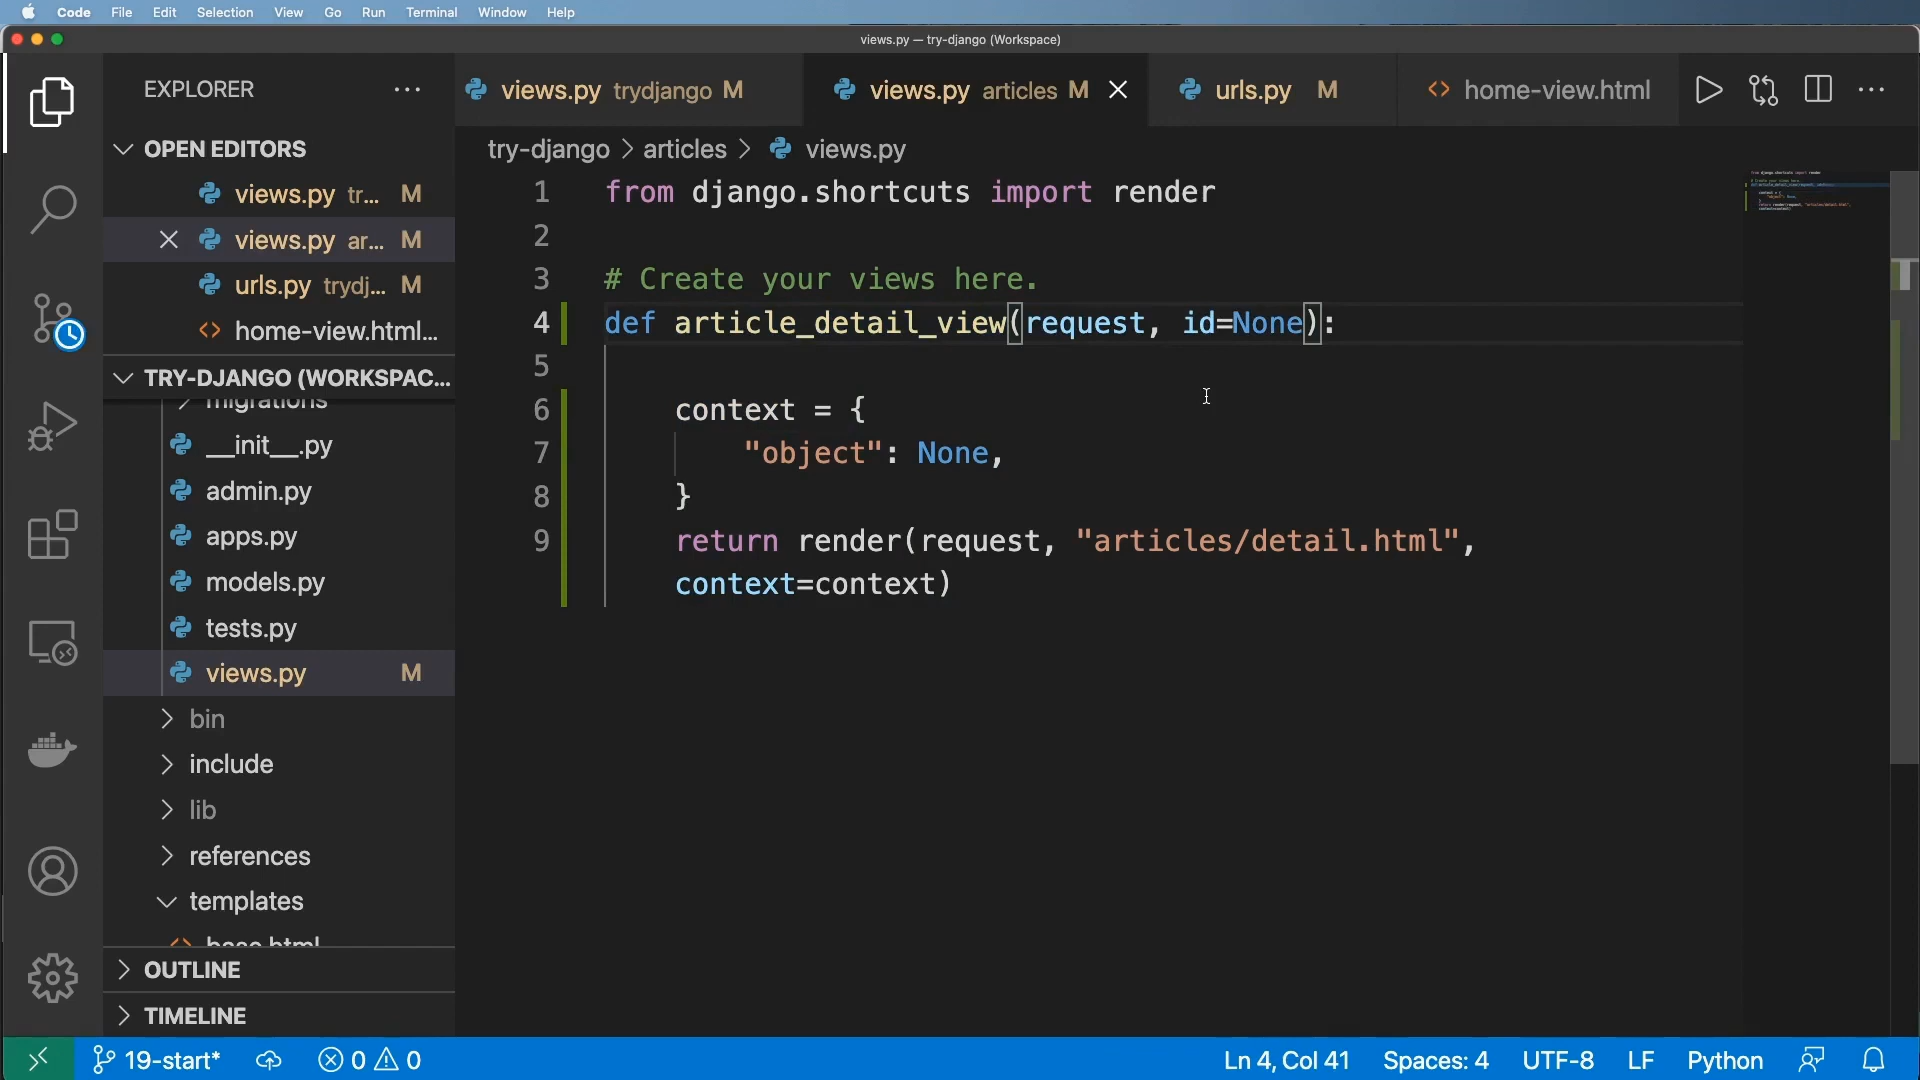 Code File Edit Selection View Go Run Terminal Window Help
views.py — try-django (Workspace)
EXPLORER
views.py trydjango M
views.py articles M
urls.py M
home-view.html
OPEN EDITORS
views.py tr... M
views.py ar... M
urls.py trydj... M
home-view.html...
TRY-DJANGO (WORKSPAC...
migrations
__init__.py
admin.py
apps.py
models.py
tests.py
views.py M
bin
include
lib
references
templates
base.html
OUTLINE
TIMELINE
try-django > articles > views.py
1 from django.shortcuts import render
2
3 # Create your views here.
4 def article_detail_view(request, id=None):
5
6 context = {
7 "object": None,
8 }
9 return render(request, "articles/detail.html",
context=context)
19-start* 0 0 Ln 4, Col 41 Spaces: 4 UTF-8 LF Python